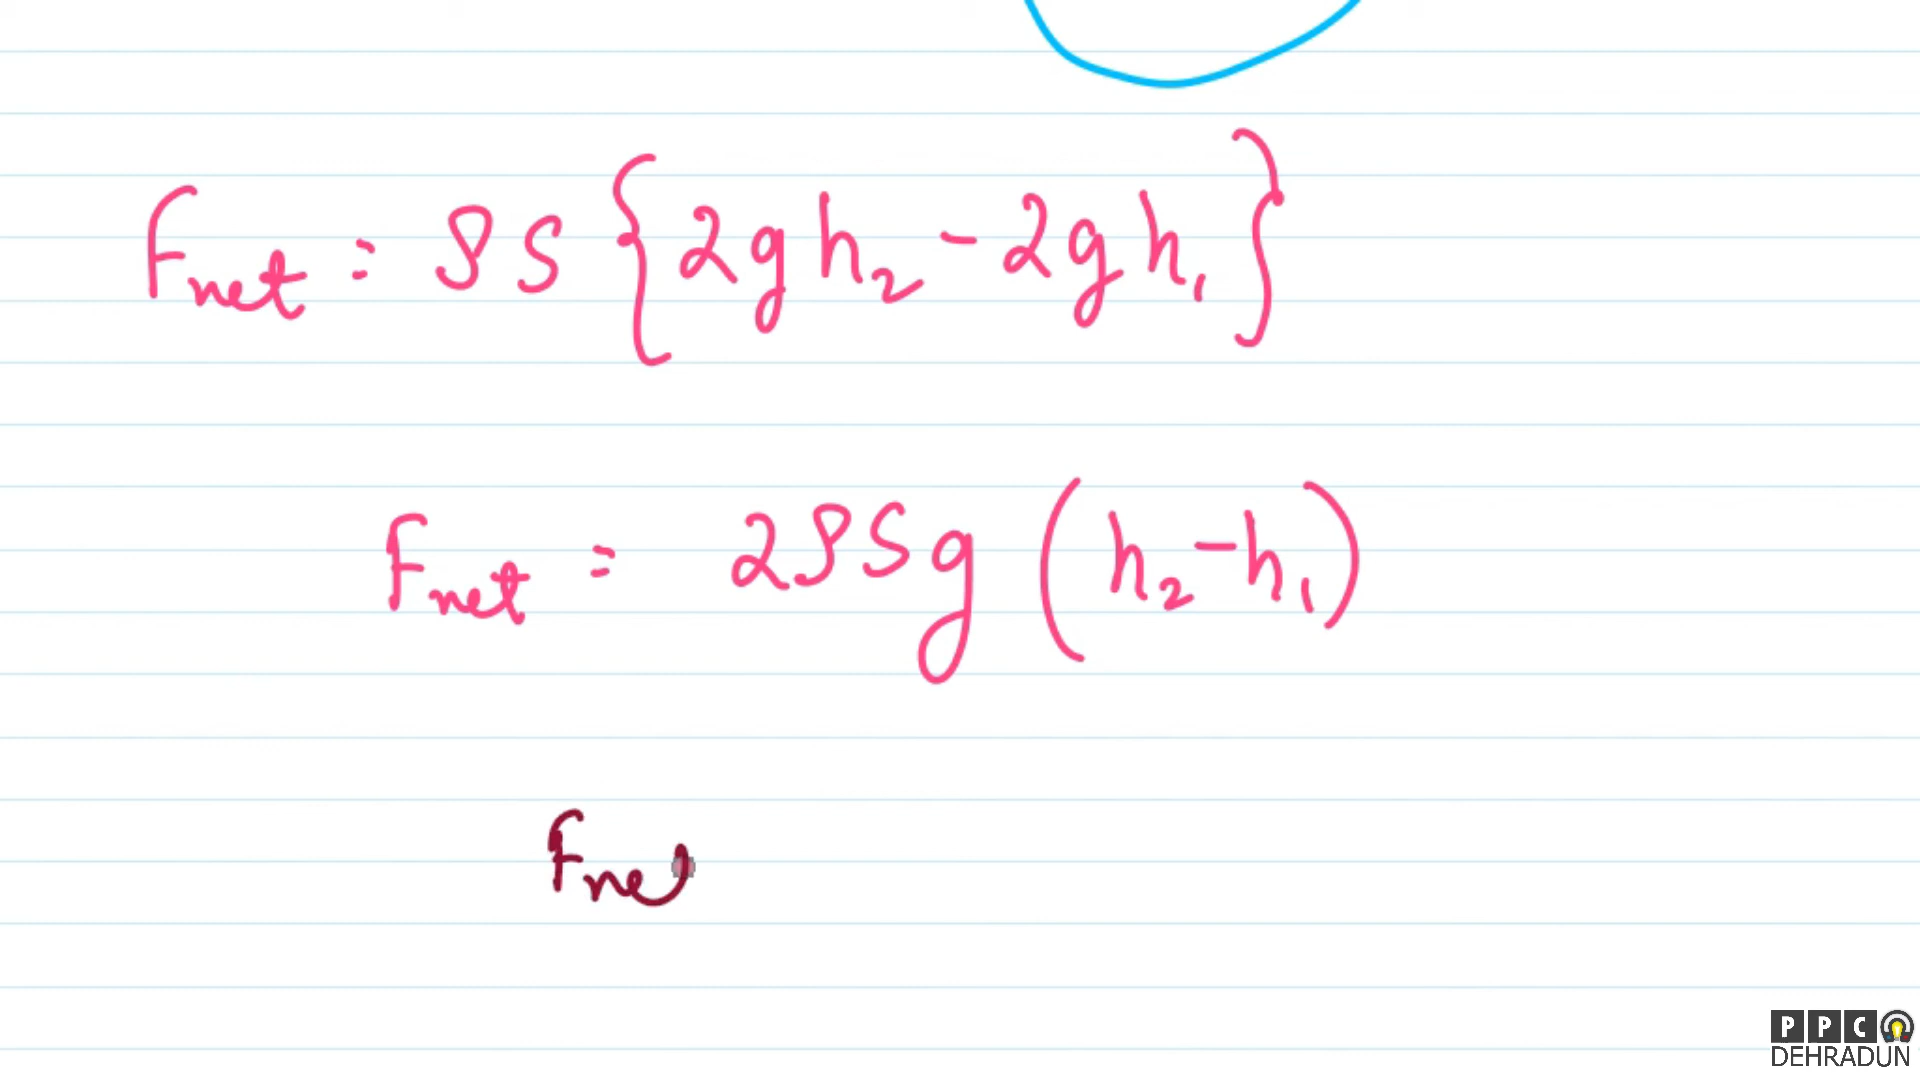 Fnet = ρS{2gh₂ - 2gh₁}
Fnet = 2ρSg(h₂-h₁)
Fne
PPC
DEHRADUN